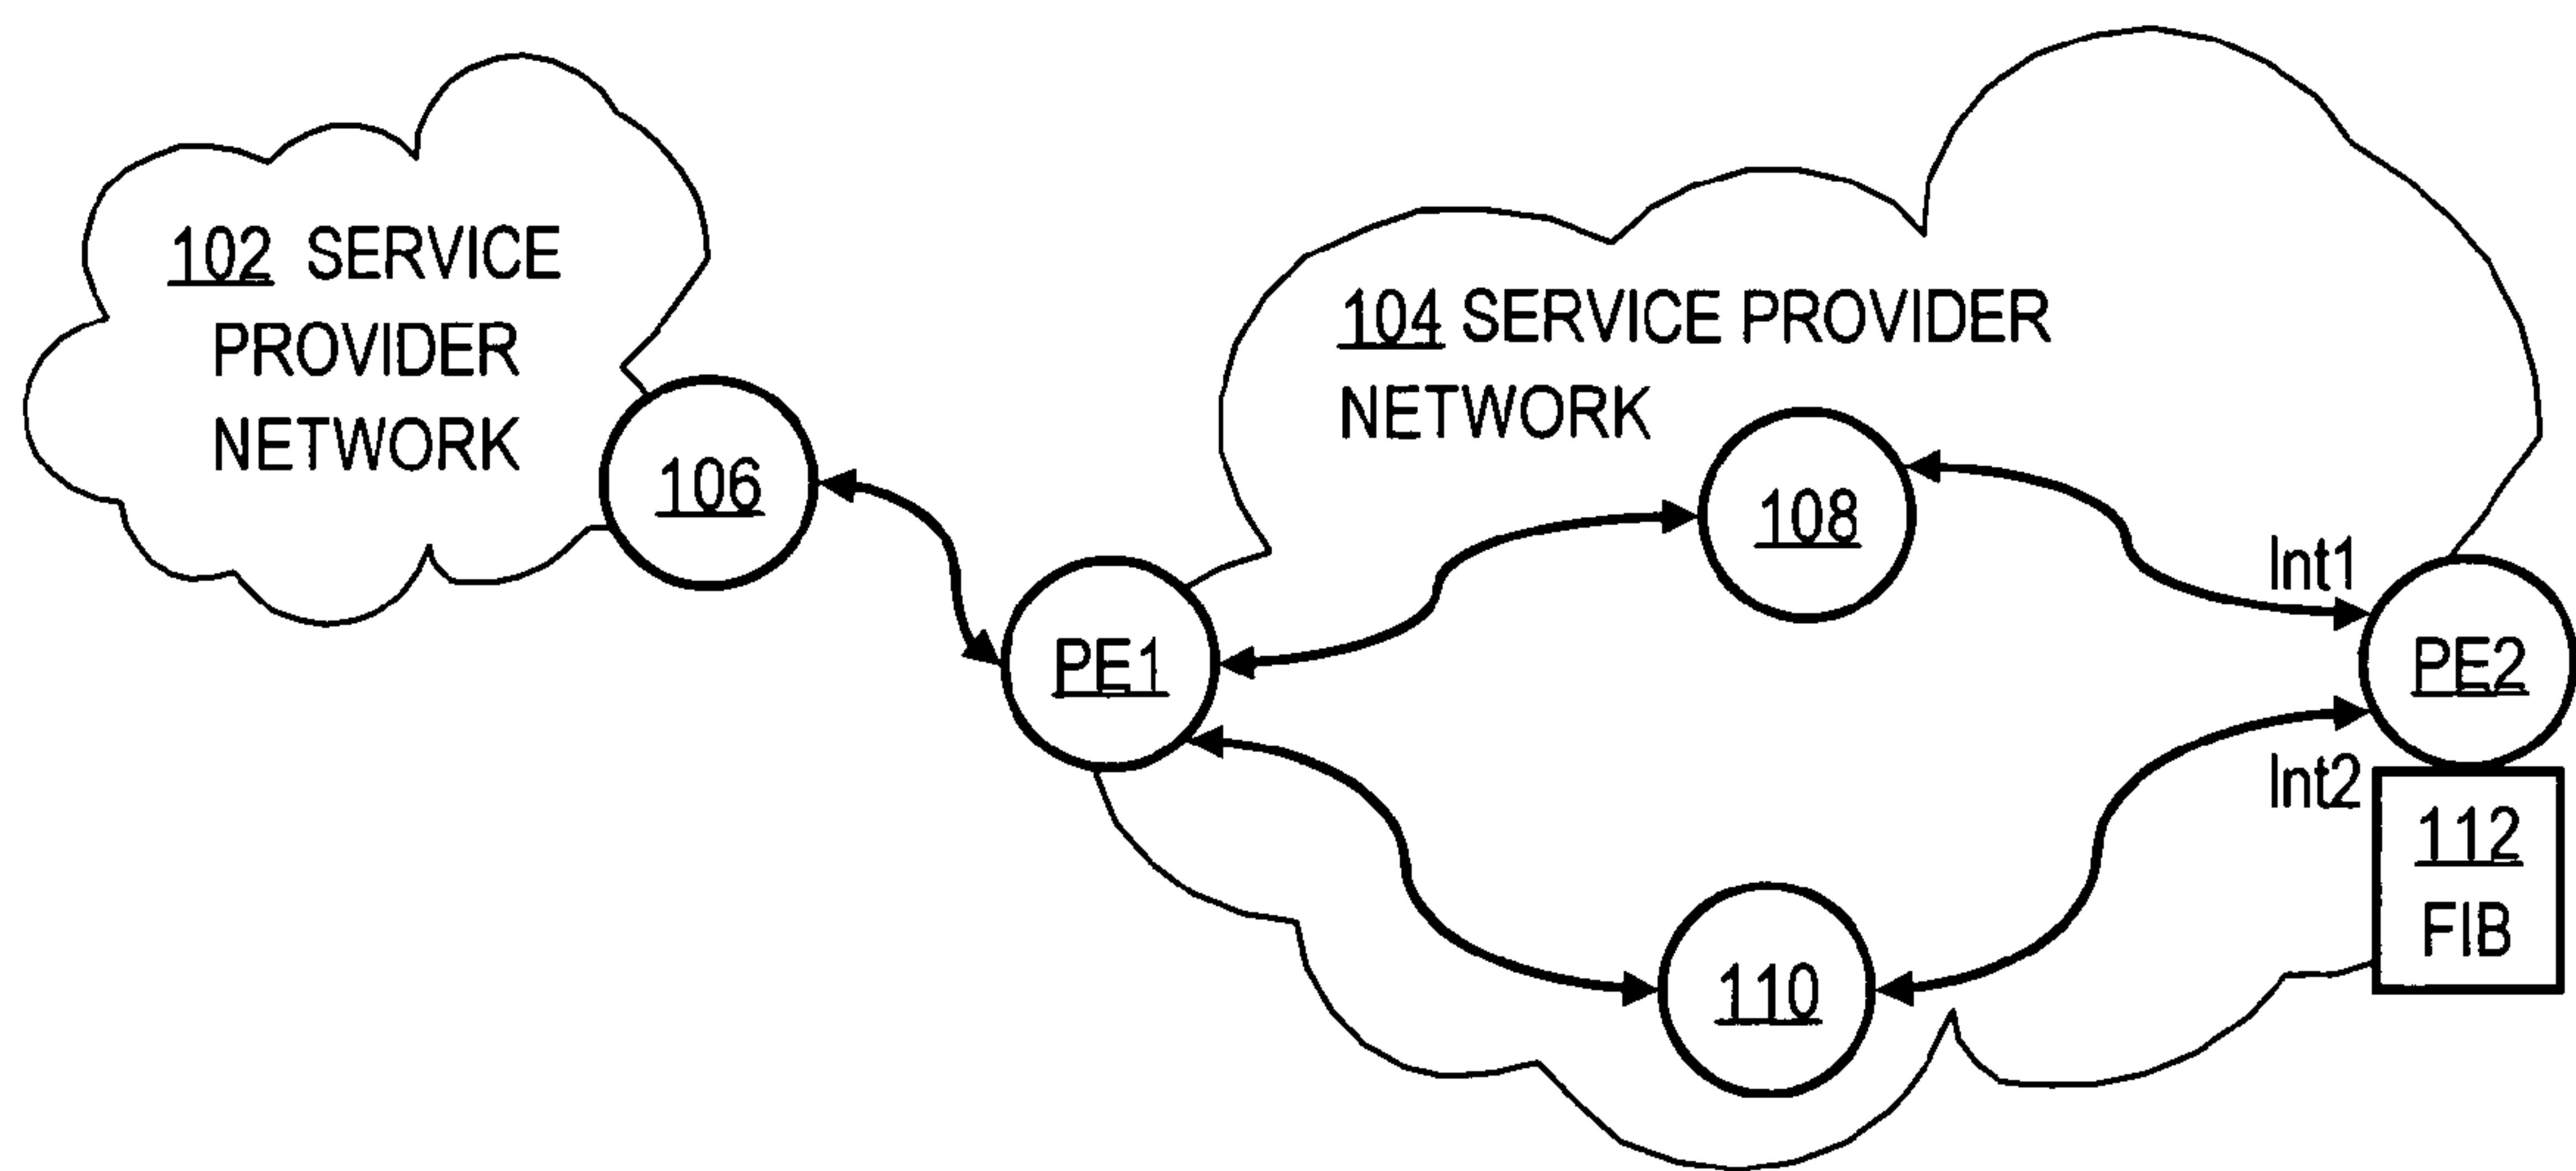 102 SERVICE
PROVIDER
NETWORK
104 SERVICE PROVIDER
NETWORK
106
108
Int1
PE1
PE2
Int2
112
FIB
110